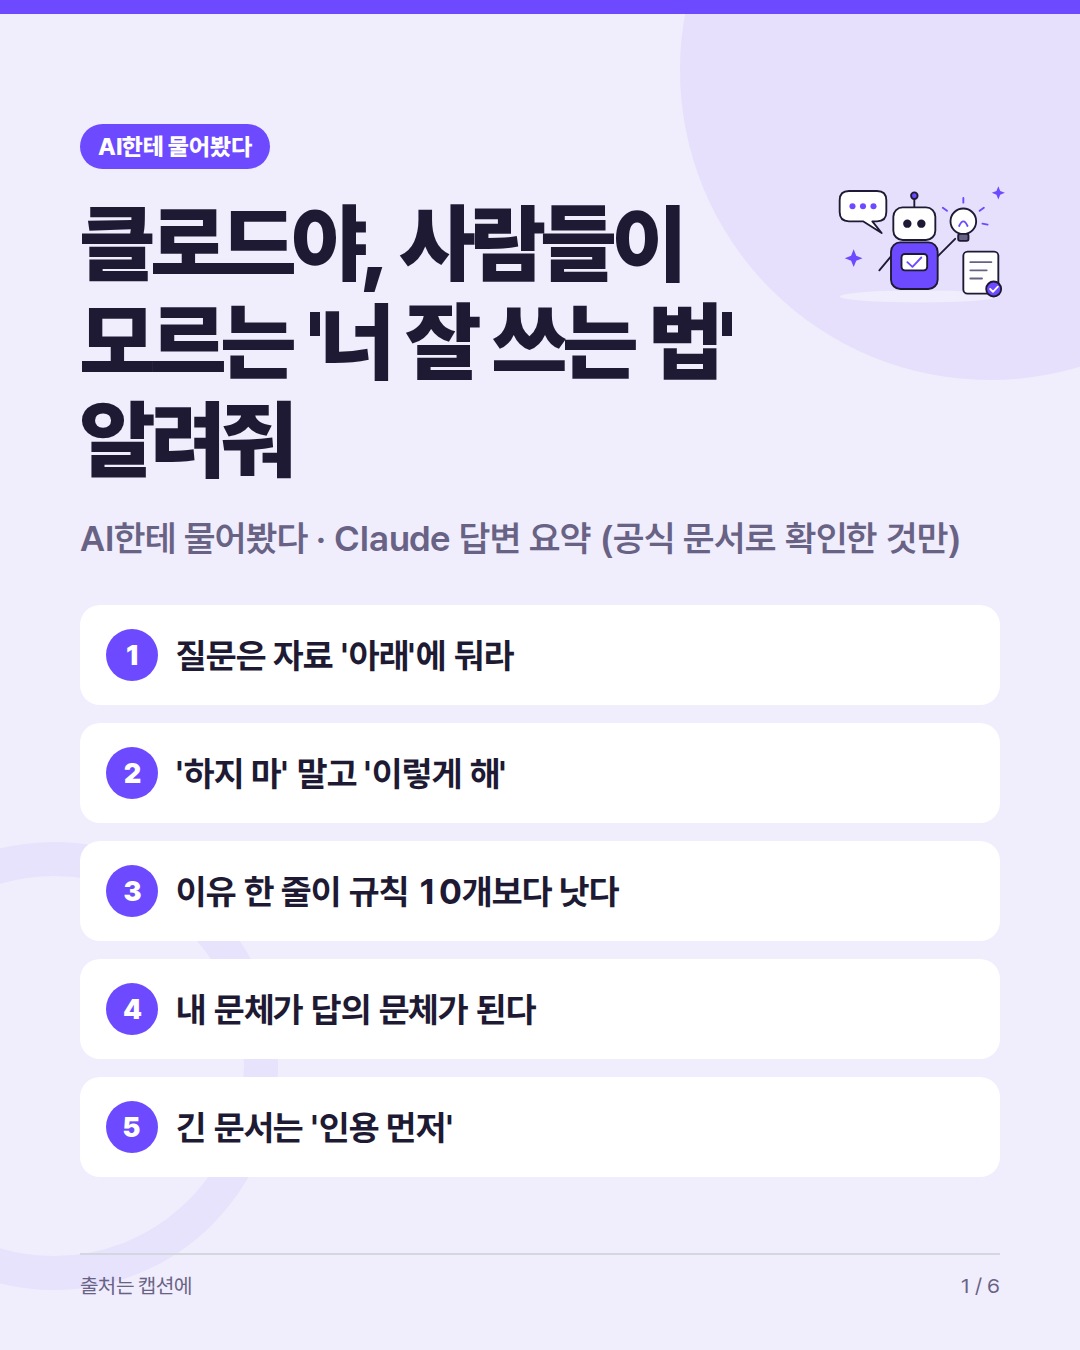 AI한테 물어봤다
클로드야, 사람들이
모르는 '너 잘 쓰는 법'
알려줘
AI한테 물어봤다 · Claude 답변 요약 (공식 문서로 확인한 것만)
1 질문은 자료 '아래'에 둬라
2 '하지 마' 말고 '이렇게 해'
3 이유 한 줄이 규칙 10개보다 낫다
4 내 문체가 답의 문체가 된다
5 긴 문서는 '인용 먼저'
출처는 캡션에
1 / 6